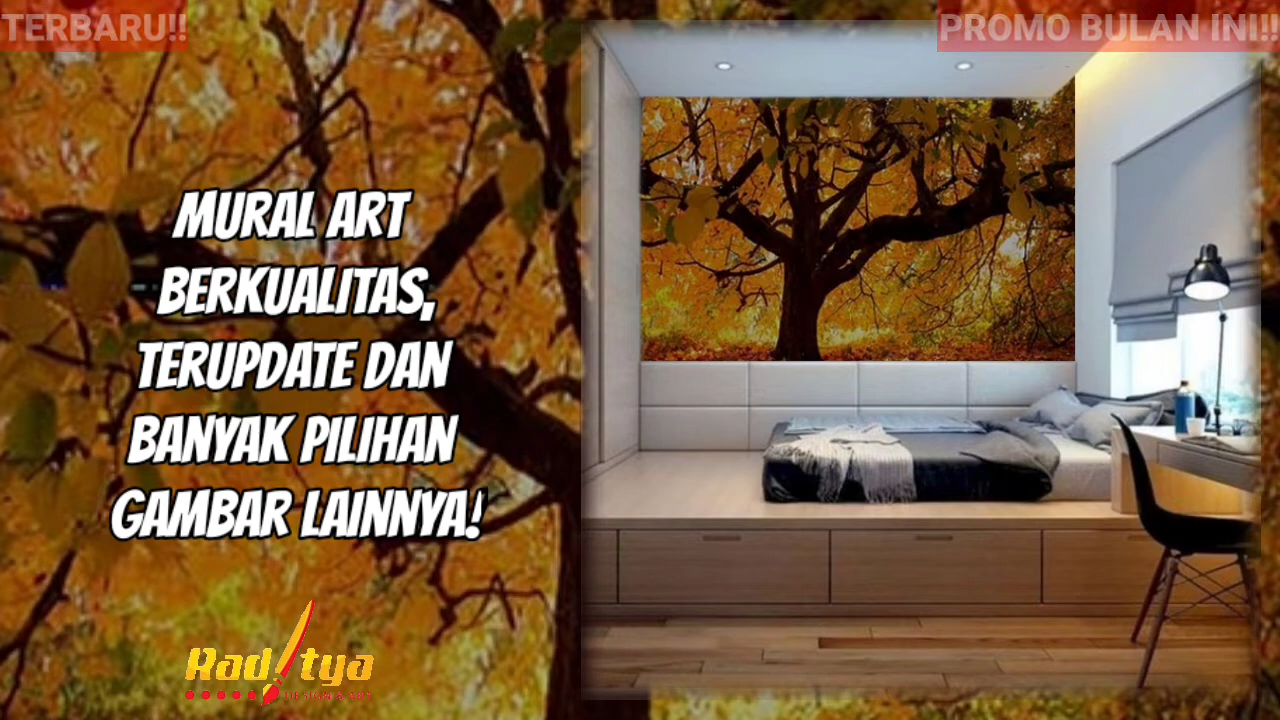 TERBARU!!
PROMO BULAN INI!!
MURAL ART
BERKUALITAS,
TERUPDATE DAN
BANYAK PILIHAN
GAMBAR LAINNYA!
Raditya